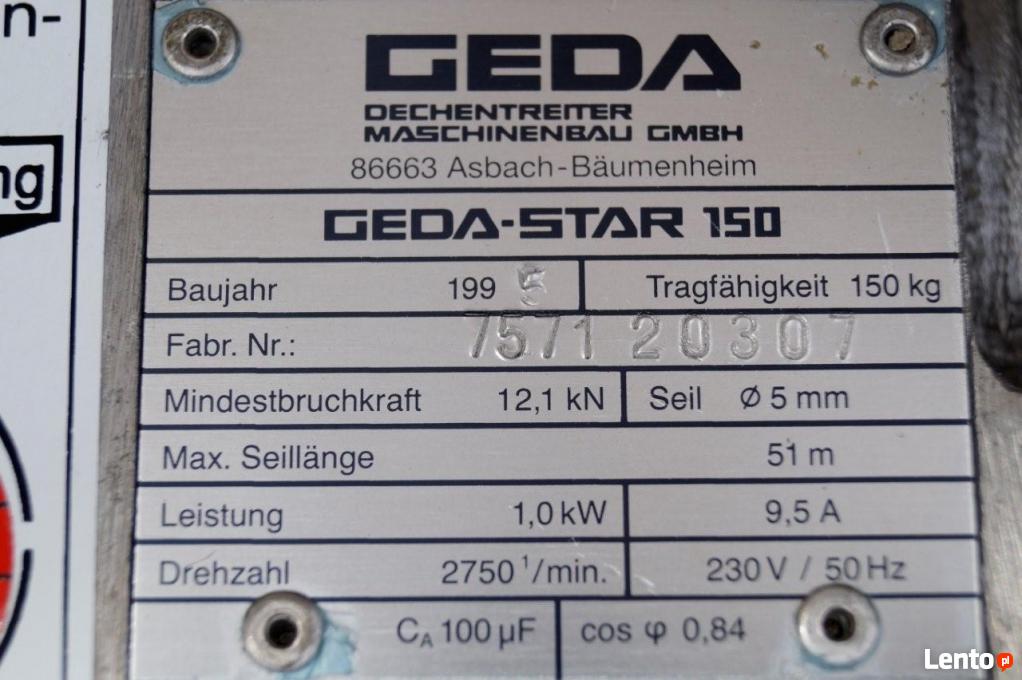 n-
ng
GEDA
DECHENTREITER
MASCHINENBAU GMBH
86663 Asbach-Bäumenheim
GEDA-STAR 150
Baujahr 1995 Tragfähigkeit 150 kg
Fabr. Nr.: 7571 20307
Mindestbruchkraft 12,1 kN Seil Ø 5 mm
Max. Seillänge 51 m
Leistung 1,0 kW 9,5 A
Drehzahl 2750 ¹/min. 230 V / 50 Hz
CA 100 µF cos φ 0,84
Lento.pl